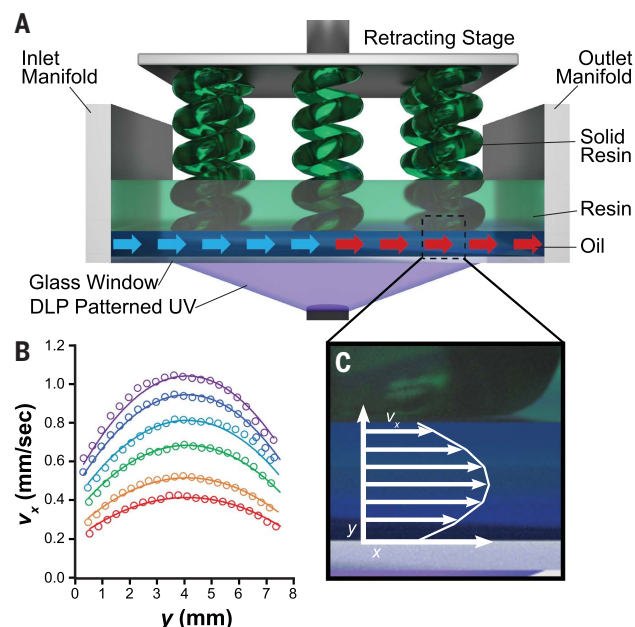 A
Retracting Stage
Inlet
Manifold
Outlet
Manifold
Solid
Resin
Resin
Oil
Glass Window
DLP Patterned UV
B
1.2
1.0
0.8
0.6
0.4
0.2
0.0
vx (mm/sec)
0 1 2 3 4 5 6 7 8
y (mm)
C
vx
y
x